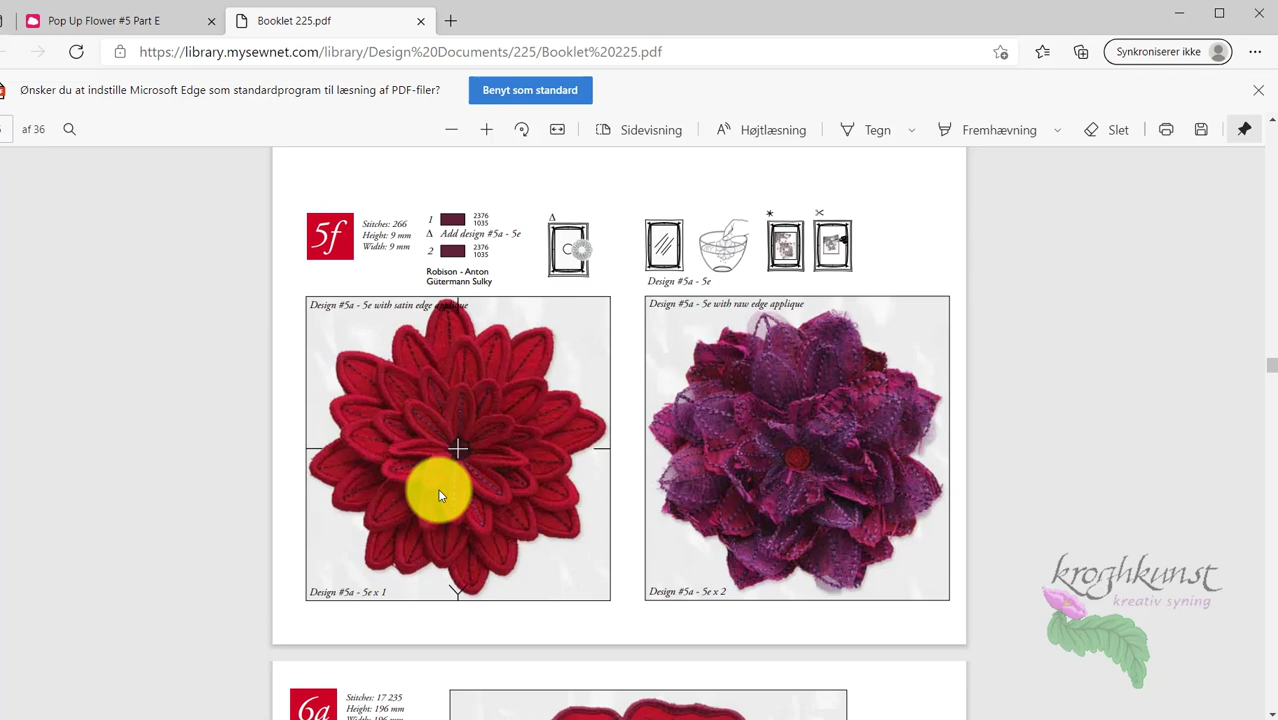 Pop Up Flower #5 Part E
Booklet 225.pdf
https://library.mysewnet.com/library/Design%20Documents/225/Booklet%20225.pdf
Synkroniserer ikke
Ønsker du at indstille Microsoft Edge som standardprogram til læsning af PDF-filer?
Benyt som standard
af 36
Sidevisning
Højtlæsning
Tegn
Fremhævning
Slet
5f
Stitches: 266
Height: 9 mm
Width: 9 mm
1
2376
1035
Δ Add design #5a - 5e
2
2376
1035
Robison - Anton
Gütermann Sulky
Δ
Design #5a - 5e
Design #5a - 5e with satin edge applique
Design #5a - 5e x 1
Design #5a - 5e with raw edge applique
Design #5a - 5e x 2
kroghkunst
kreativ syning
6a
Stitches: 17 235
Height: 196 mm
Width: 196 mm